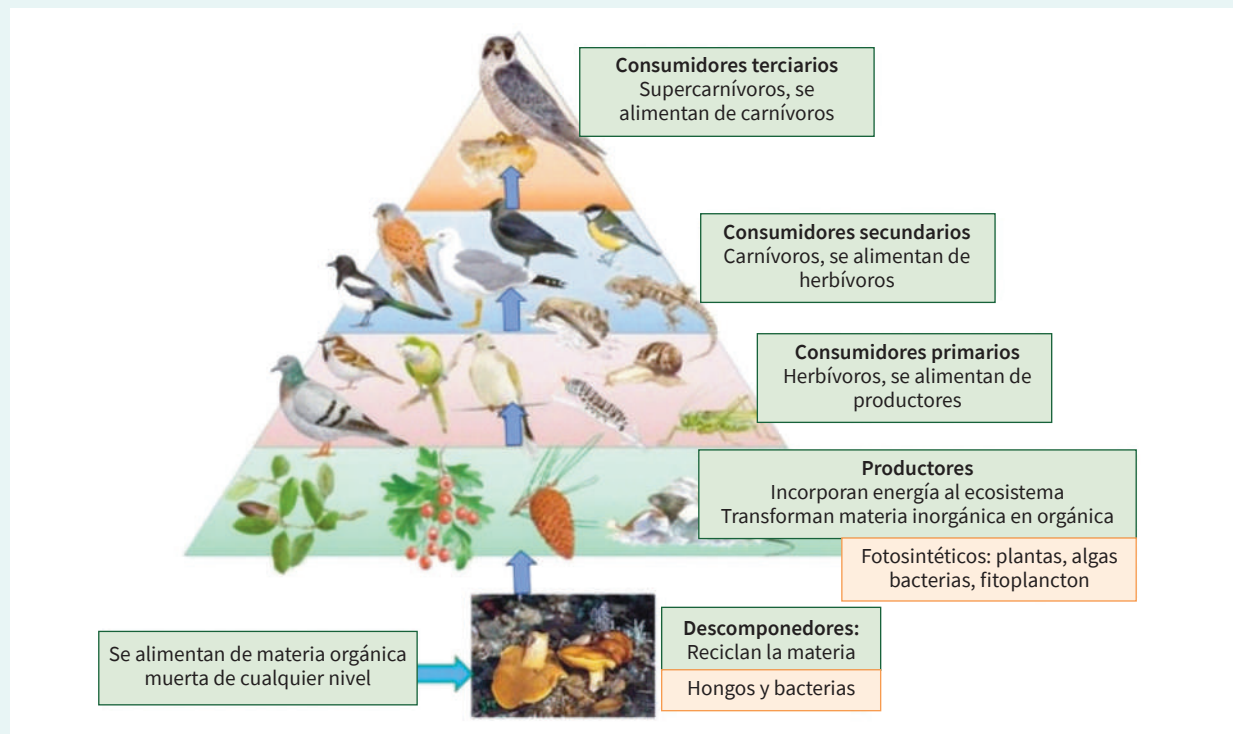 Consumidores terciarios
Supercarnívoros, se
alimentan de carnívoros
Consumidores secundarios
Carnívoros, se alimentan de
herbívoros
Consumidores primarios
Herbívoros, se alimentan de
productores
Productores
Incorporan energía al ecosistema
Transforman materia inorgánica en orgánica
Fotosintéticos: plantas, algas
bacterias, fitoplancton
Se alimentan de materia orgánica
muerta de cualquier nivel
Descomponedores:
Reciclan la materia
Hongos y bacterias